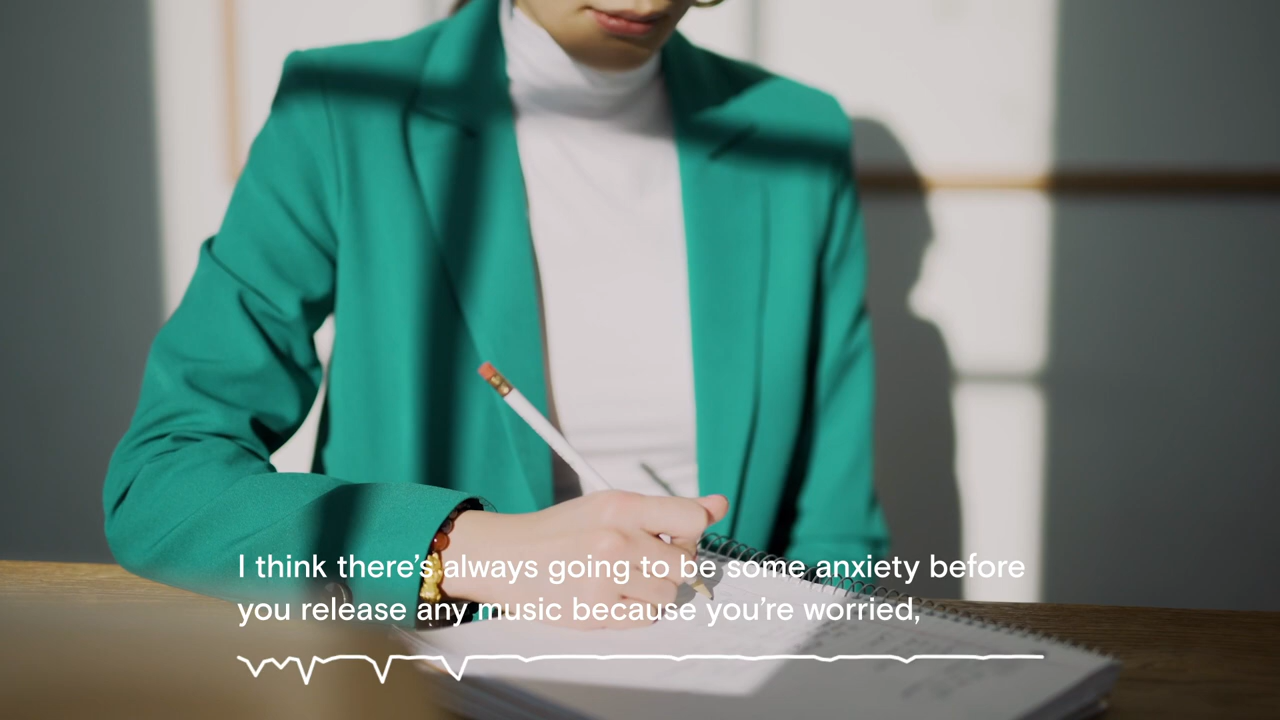 I think there's always going to be some anxiety before
you release any music because you're worried,